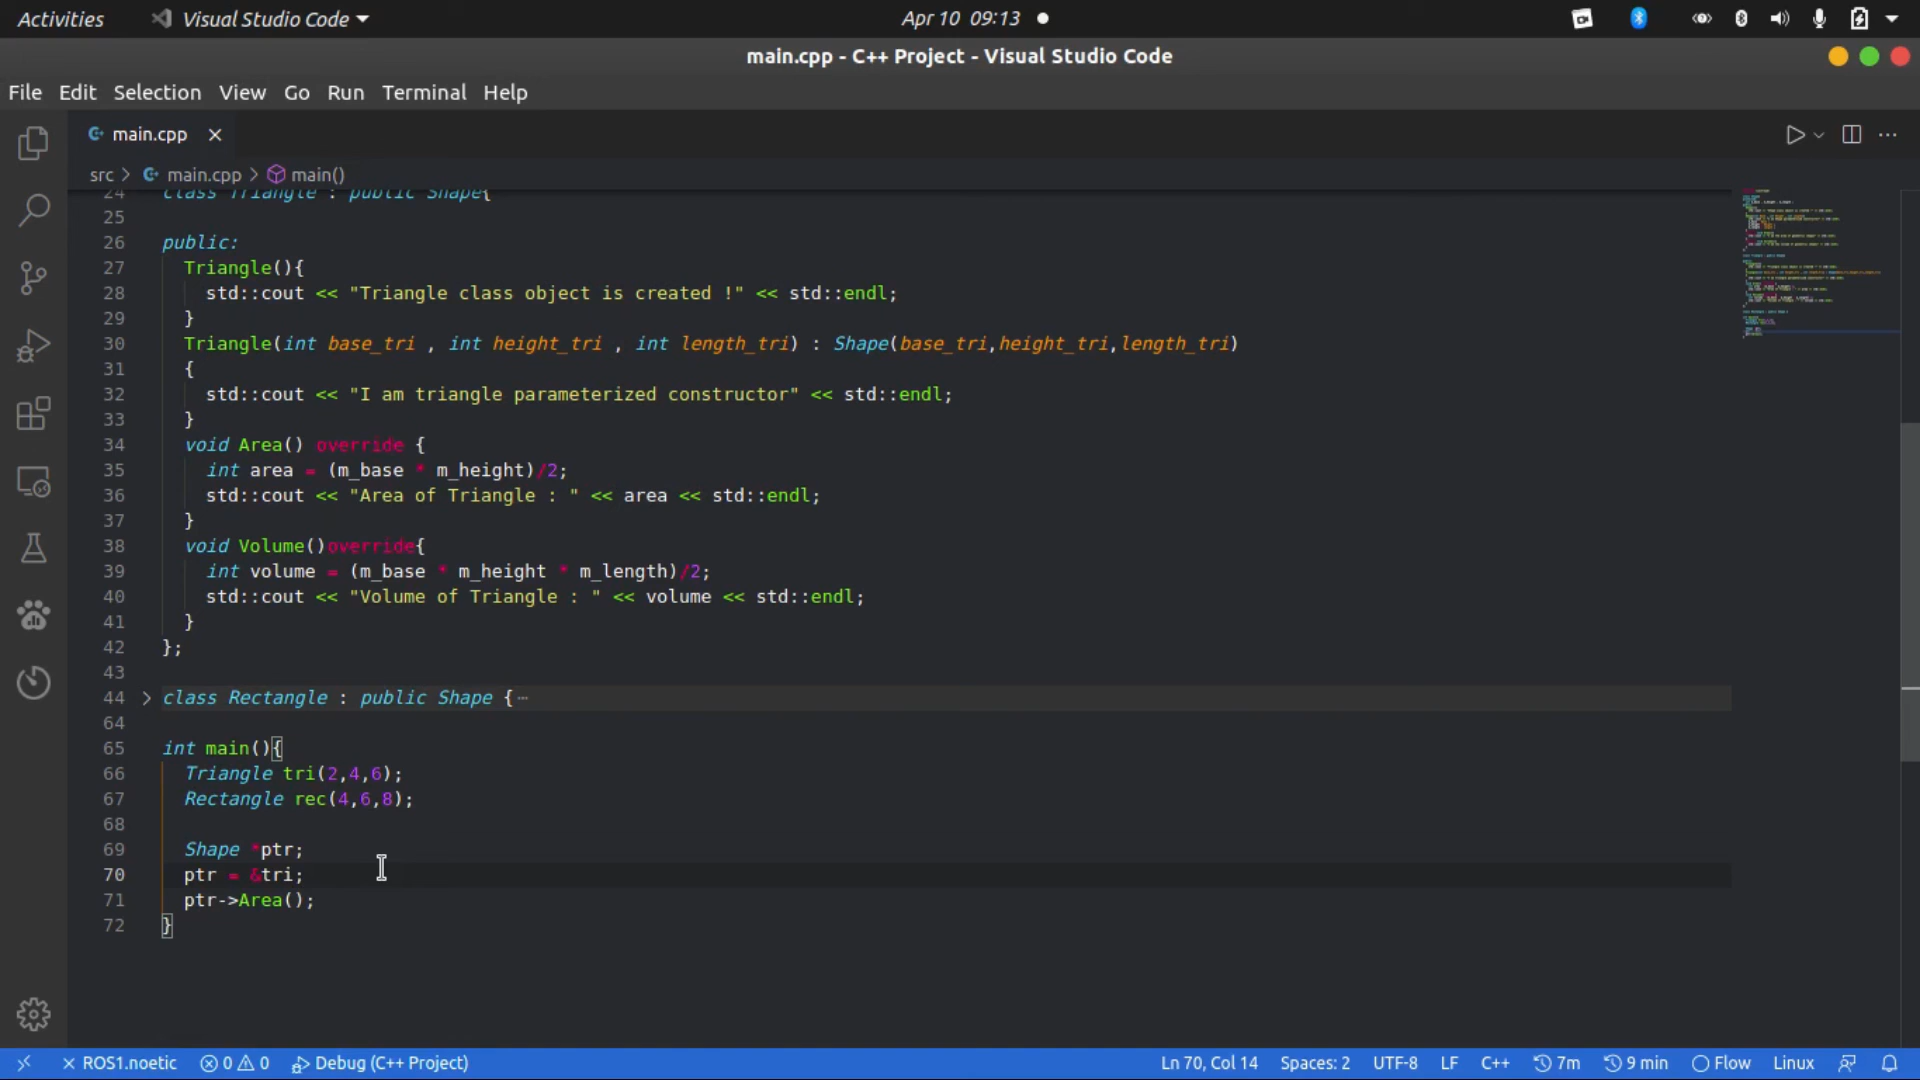 Activities Visual Studio Code Apr 10 09:13
main.cpp - C++ Project - Visual Studio Code
File Edit Selection View Go Run Terminal Help
main.cpp
src > main.cpp > main()
24 class Triangle : public Shape{
25
26 public:
27 Triangle(){
28 std::cout << "Triangle class object is created !" << std::endl;
29 }
30 Triangle(int base_tri , int height_tri , int length_tri) : Shape(base_tri,height_tri,length_tri)
31 {
32 std::cout << "I am triangle parameterized constructor" << std::endl;
33 }
34 void Area() override {
35 int area = (m_base * m_height)/2;
36 std::cout << "Area of Triangle : " << area << std::endl;
37 }
38 void Volume()override{
39 int volume = (m_base * m_height * m_length)/2;
40 std::cout << "Volume of Triangle : " << volume << std::endl;
41 }
42 };
43
44 class Rectangle : public Shape { ⋯
64
65 int main(){
66 Triangle tri(2,4,6);
67 Rectangle rec(4,6,8);
68
69 Shape *ptr;
70 ptr = &tri;
71 ptr->Area();
72 }
ROS1.noetic 0 0 Debug (C++ Project) Ln 70, Col 14 Spaces: 2 UTF-8 LF C++ 7m 9 min Flow Linux